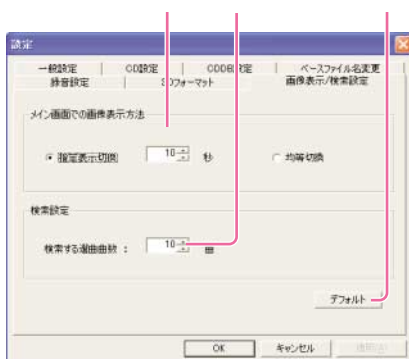 設定
一般設定 CD設定 CDDB設定 ベースファイル名変更
録音設定 SDフォーマット 画像表示/検索設定
メイン画面での画像表示方法
指定表示切換 10 秒 均等切換
検索設定
検索する選曲曲数 : 10 曲
デフォルト
OK キャンセル 適用(A)